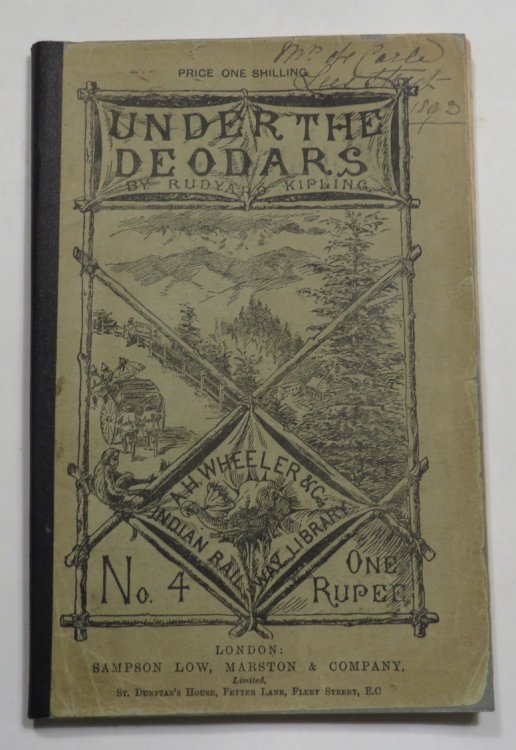 PRICE ONE SHILLING
1893
UNDER THE
DEODARS
BY RUDYARD KIPLING
A.H. WHEELER & Co
INDIAN RAILWAY LIBRARY
No. 4
ONE
RUPEE
LONDON:
SAMPSON LOW, MARSTON & COMPANY,
Limited,
ST. DUNSTAN'S HOUSE, FETTER LANE, FLEET STREET, E.C